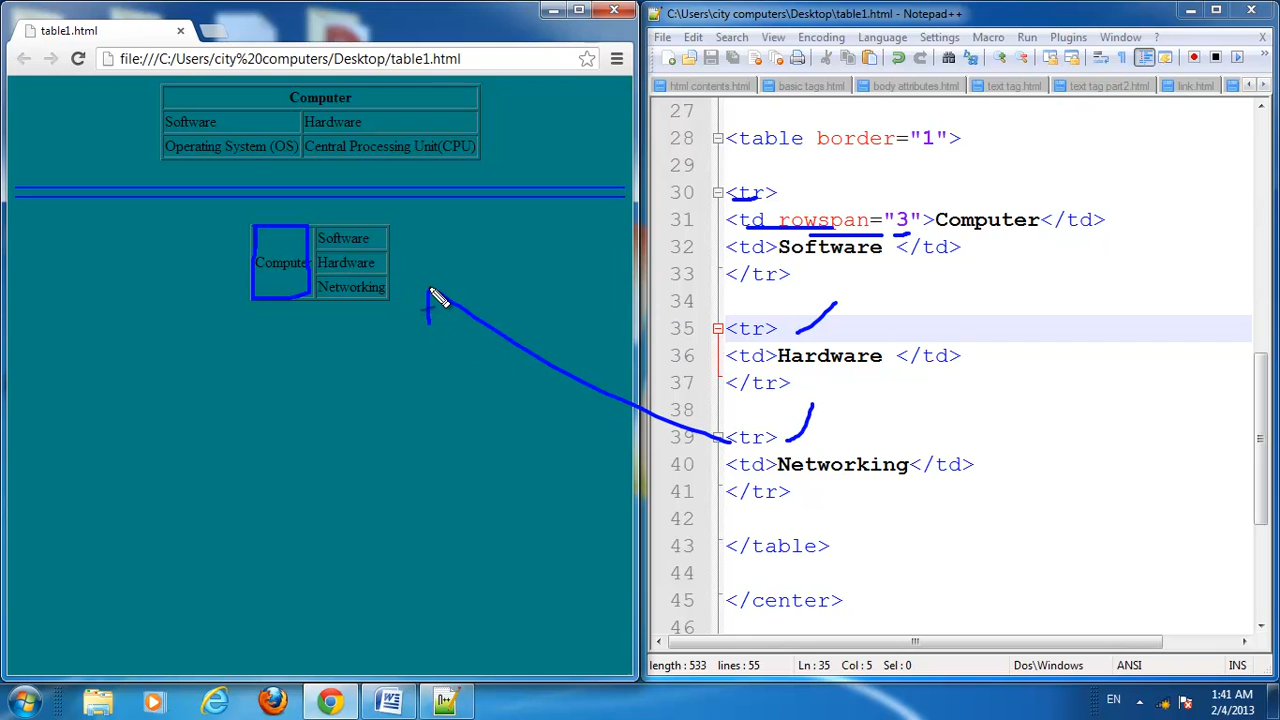 table1.html
file:///C:/Users/city%20computers/Desktop/table1.html
Computer
Software Hardware
Operating System (OS) Central Processing Unit(CPU)
Computer Software
Hardware
Networking
C:\Users\city computers\Desktop\table1.html - Notepad++
File Edit Search View Encoding Language Settings Macro Run Plugins Window ? X
html contents.html basic tags.html body attributes.html text tag.html text tag part2.html link.html
27
28 <table border="1">
29
30 <tr>
31 <td rowspan="3">Computer</td>
32 <td>Software </td>
33 </tr>
34
35 <tr>
36 <td>Hardware </td>
37 </tr>
38
39 <tr>
40 <td>Networking</td>
41 </tr>
42
43 </table>
44
45 </center>
46
length : 533 lines : 55 Ln : 35 Col : 5 Sel : 0 Dos\Windows ANSI INS
EN 1:41 AM
2/4/2013